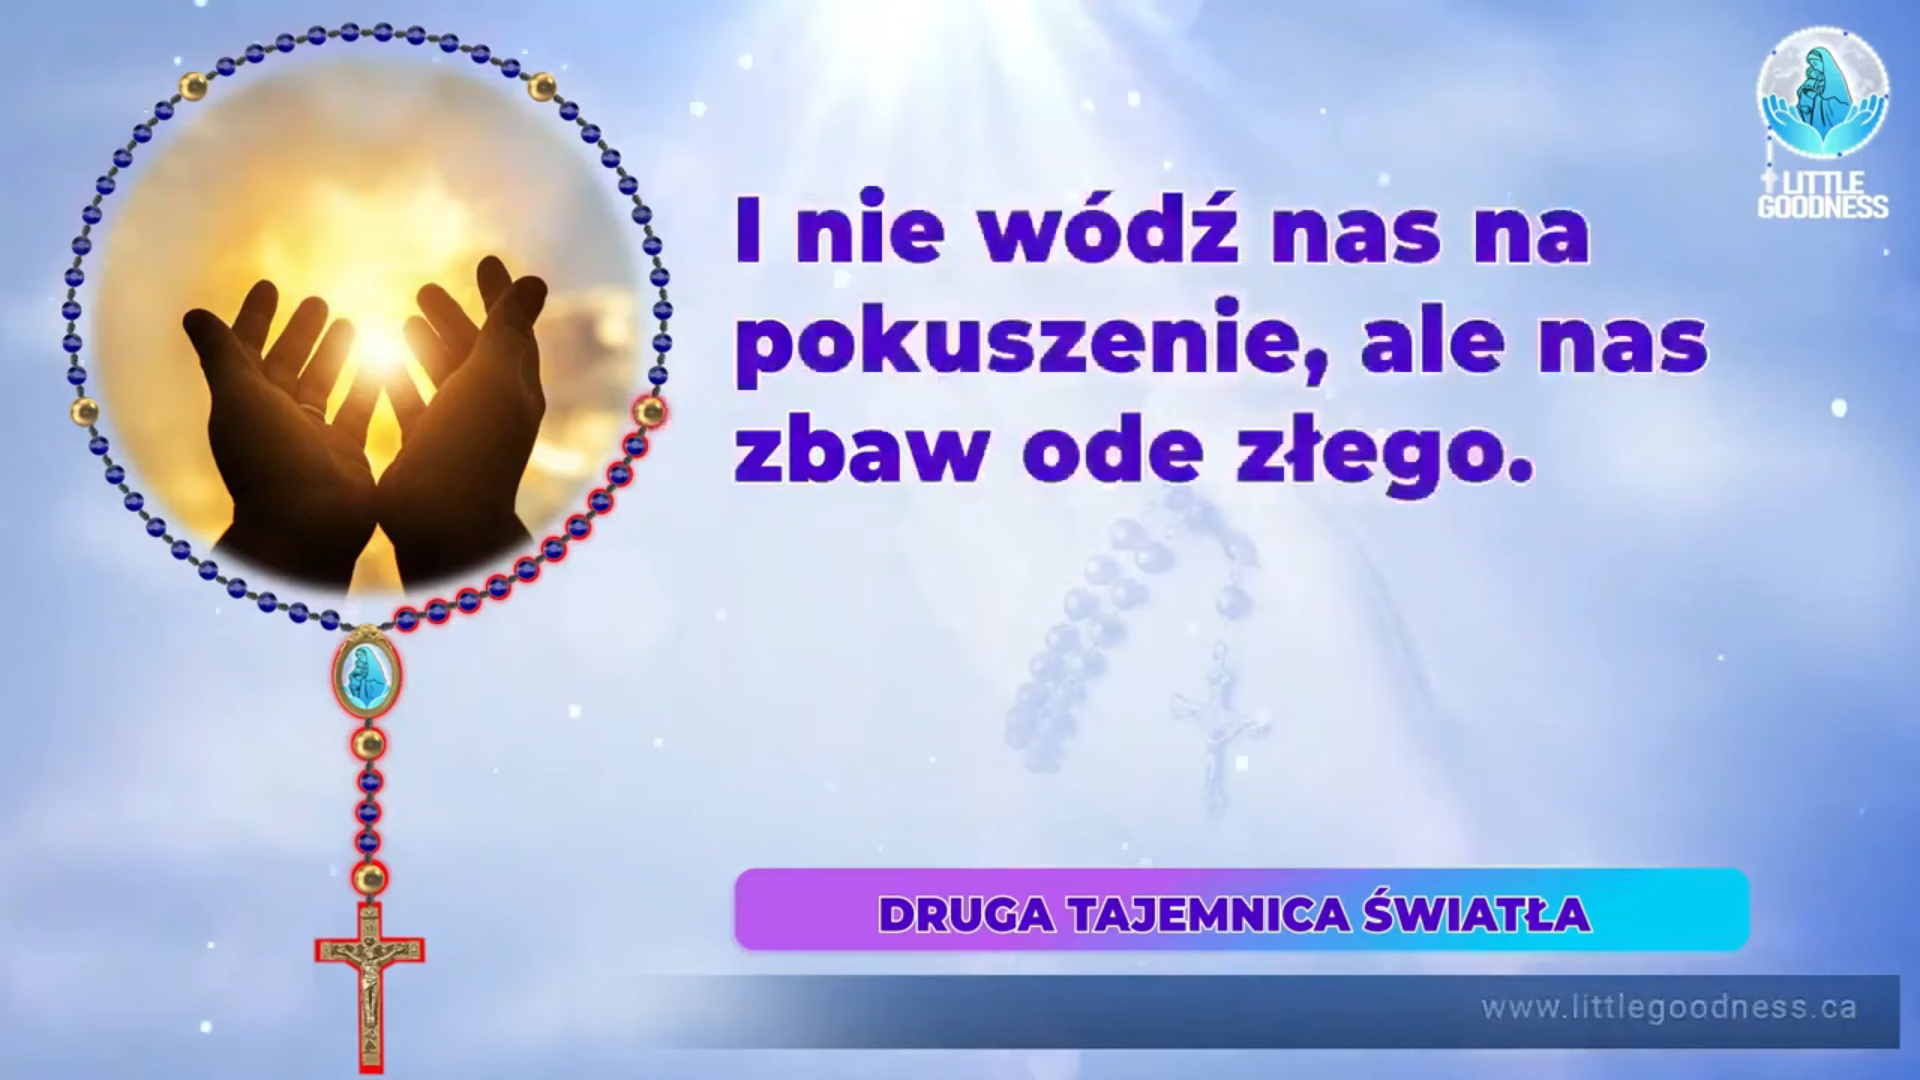 LITTLE
GOODNESS
I nie wódź nas na
pokuszenie, ale nas
zbaw ode złego.
DRUGA TAJEMNICA ŚWIATŁA
www.littlegoodness.ca